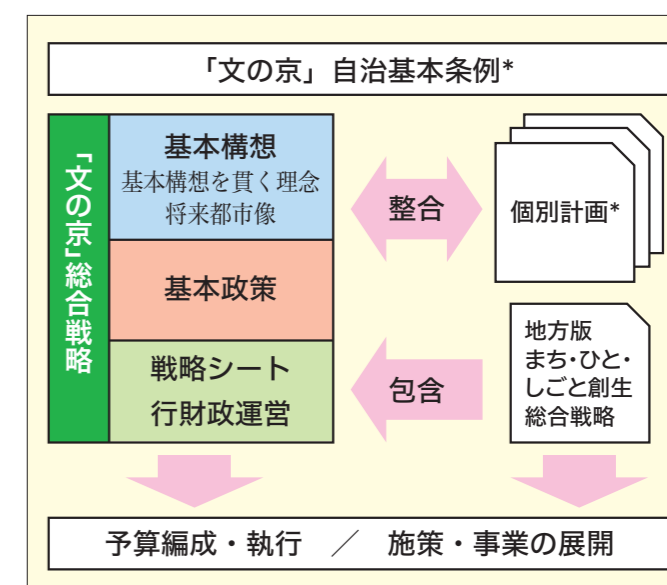 「文の京」自治基本条例*
「文の京」総合戦略
基本構想
基本構想を貫く理念
将来都市像
基本政策
戦略シート
行財政運営
整合
個別計画*
包含
地方版
まち・ひと・
しごと創生
総合戦略
予算編成・執行 ／ 施策・事業の展開